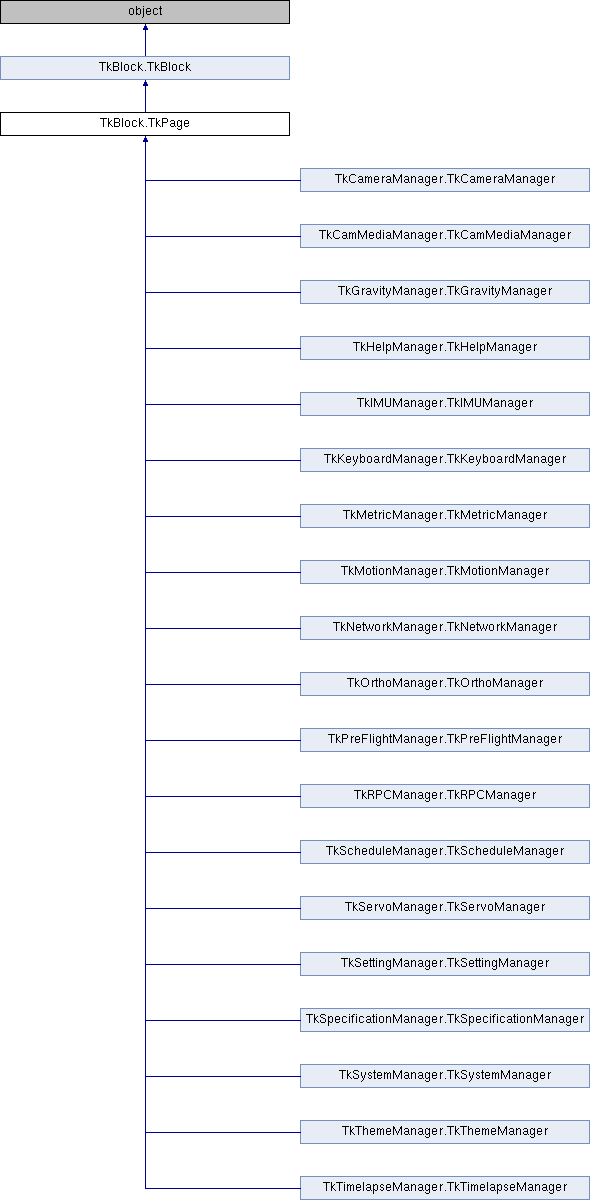 object
TkBlock.TkBlock
TkBlock.TkPage
TkCameraManager.TkCameraManager
TkCamMediaManager.TkCamMediaManager
TkGravityManager.TkGravityManager
TkHelpManager.TkHelpManager
TkIMUManager.TkIMUManager
TkKeyboardManager.TkKeyboardManager
TkMetricManager.TkMetricManager
TkMotionManager.TkMotionManager
TkNetworkManager.TkNetworkManager
TkOrthoManager.TkOrthoManager
TkPreFlightManager.TkPreFlightManager
TkRPCManager.TkRPCManager
TkScheduleManager.TkScheduleManager
TkServoManager.TkServoManager
TkSettingManager.TkSettingManager
TkSpecificationManager.TkSpecificationManager
TkSystemManager.TkSystemManager
TkThemeManager.TkThemeManager
TkTimelapseManager.TkTimelapseManager